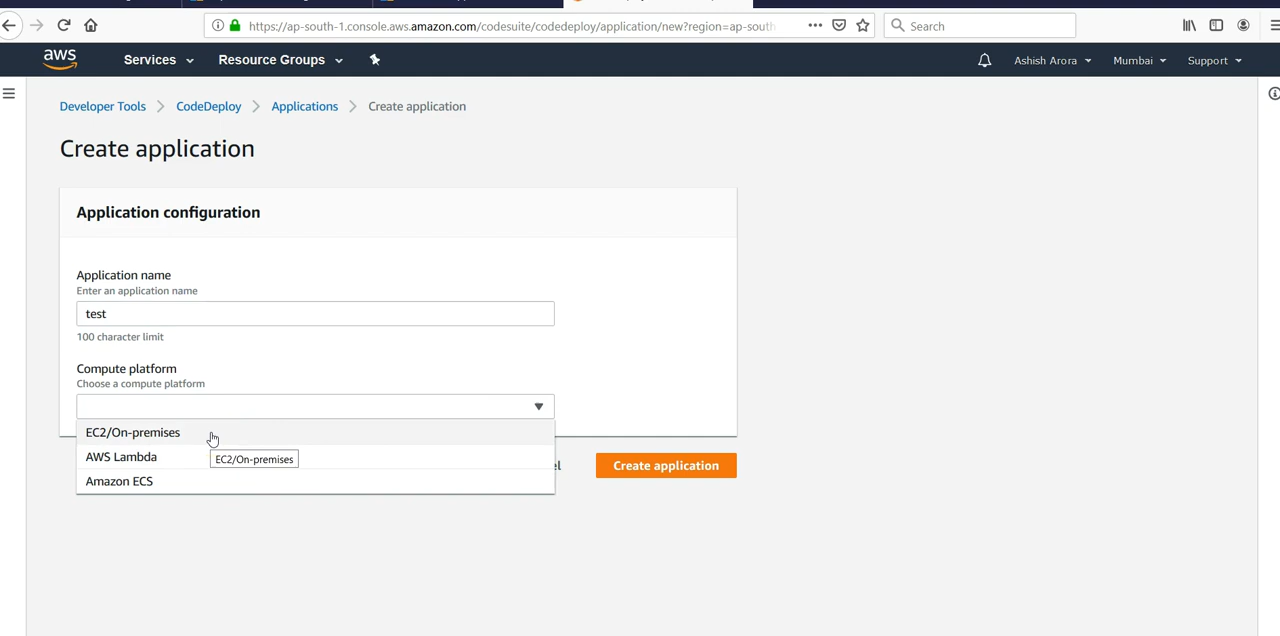 https://ap-south-1.console.aws.amazon.com/codesuite/codedeploy/application/new?region=ap-south
Search
aws
Services
Resource Groups
Ashish Arora
Mumbai
Support
Developer Tools
CodeDeploy
Applications
Create application
Create application
Application configuration
Application name
Enter an application name
test
100 character limit
Compute platform
Choose a compute platform
EC2/On-premises
AWS Lambda
EC2/On-premises
Create application
Amazon ECS